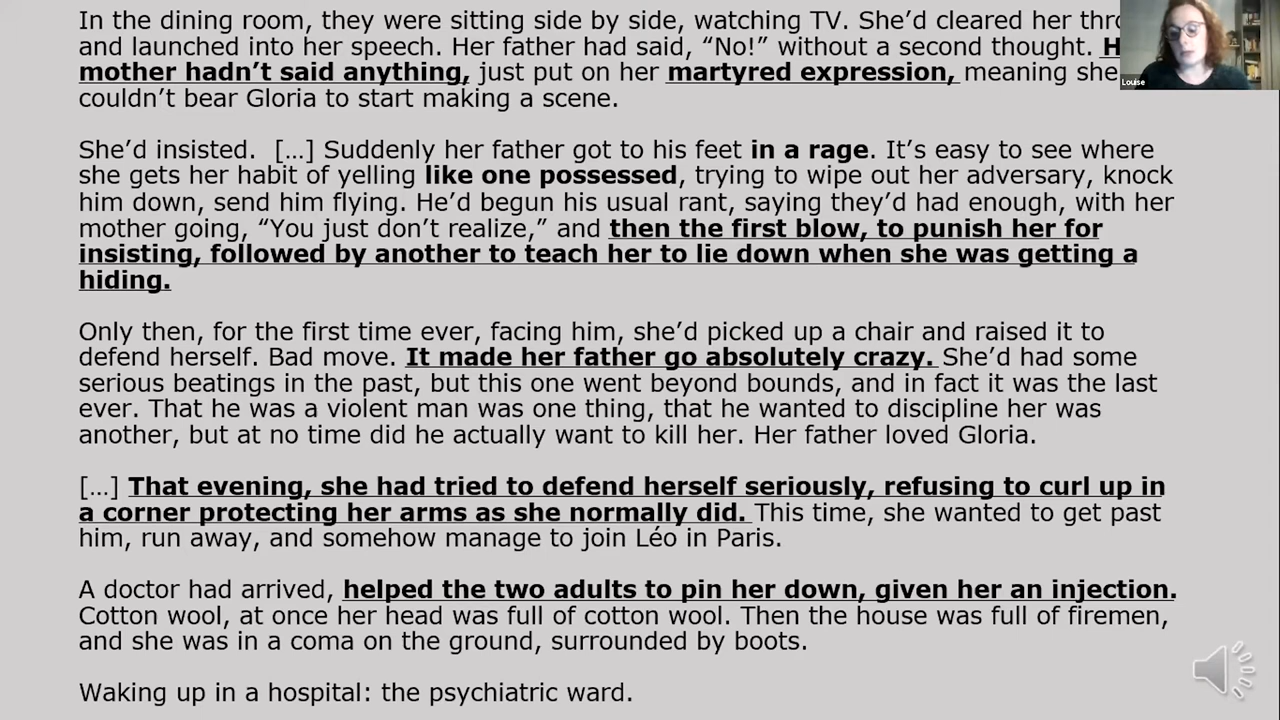 In the dining room, they were sitting side by side, watching TV. She’d cleared her thro
and launched into her speech. Her father had said, “No!” without a second thought. H
mother hadn’t said anything, just put on her martyred expression, meaning she
couldn’t bear Gloria to start making a scene.
Louise
She’d insisted. […] Suddenly her father got to his feet in a rage. It’s easy to see where
she gets her habit of yelling like one possessed, trying to wipe out her adversary, knock
him down, send him flying. He’d begun his usual rant, saying they’d had enough, with her
mother going, “You just don’t realize,” and then the first blow, to punish her for
insisting, followed by another to teach her to lie down when she was getting a
hiding.
Only then, for the first time ever, facing him, she’d picked up a chair and raised it to
defend herself. Bad move. It made her father go absolutely crazy. She’d had some
serious beatings in the past, but this one went beyond bounds, and in fact it was the last
ever. That he was a violent man was one thing, that he wanted to discipline her was
another, but at no time did he actually want to kill her. Her father loved Gloria.
[…] That evening, she had tried to defend herself seriously, refusing to curl up in
a corner protecting her arms as she normally did. This time, she wanted to get past
him, run away, and somehow manage to join Léo in Paris.
A doctor had arrived, helped the two adults to pin her down, given her an injection.
Cotton wool, at once her head was full of cotton wool. Then the house was full of firemen,
and she was in a coma on the ground, surrounded by boots.
Waking up in a hospital: the psychiatric ward.